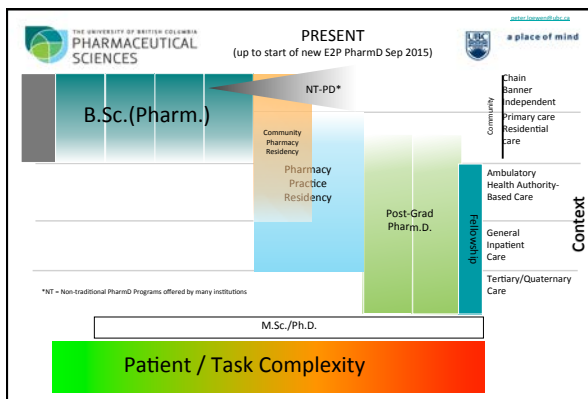 peter.loewen@ubc.ca
THE UNIVERSITY OF BRITISH COLUMBIA
PHARMACEUTICAL
SCIENCES
PRESENT
(up to start of new E2P PharmD Sep 2015)
UBC
a place of mind
B.Sc.(Pharm.)
NT-PD*
Community
Pharmacy
Residency
Pharmacy
Practice
Residency
Post-Grad
Pharm.D.
Fellowship
Community
Chain
Banner
Independent
Primary care
Residential
care
Ambulatory
Health Authority-
Based Care
General
Inpatient
Care
Tertiary/Quaternary
Care
Context
*NT = Non-traditional PharmD Programs offered by many institutions
M.Sc./Ph.D.
Patient / Task Complexity